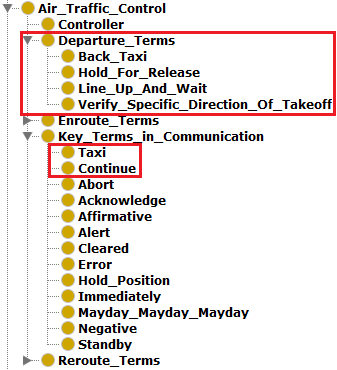 Air_Traffic_Control
Controller
Departure_Terms
Back_Taxi
Hold_For_Release
Line_Up_And_Wait
Verify_Specific_Direction_Of_Takeoff
Enroute_Terms
Key_Terms_in_Communication
Taxi
Continue
Abort
Acknowledge
Affirmative
Alert
Cleared
Error
Hold_Position
Immediately
Mayday_Mayday_Mayday
Negative
Standby
Reroute_Terms